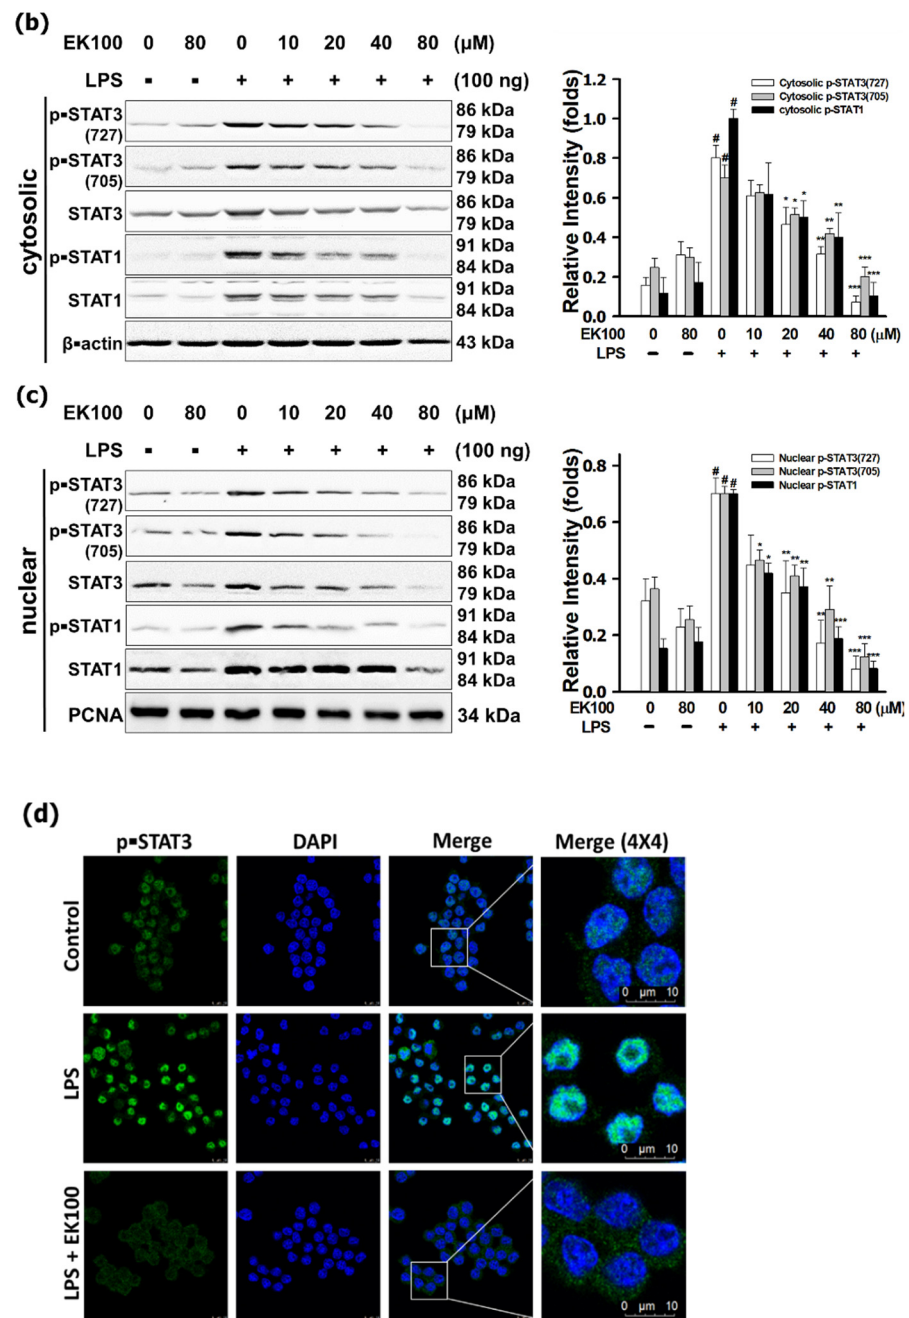 (b)
EK100 0 80 0 10 20 40 80 (μM)
LPS - - + + + + + (100 ng)
cytosolic
p-STAT3 (727) 86 kDa 79 kDa
p-STAT3 (705) 86 kDa 79 kDa
STAT3 86 kDa 79 kDa
p-STAT1 91 kDa 84 kDa
STAT1 91 kDa 84 kDa
β-actin 43 kDa
Relative Intensity (folds)
1.2
1.0
0.8
0.6
0.4
0.2
0.0
Cytosolic p-STAT3(727)
Cytosolic p-STAT3(705)
cytosolic p-STAT1
# # #
* * *
** ** **
*** *** ***
EK100 0 80 0 10 20 40 80 (μM)
LPS - - + + + + +
(c)
EK100 0 80 0 10 20 40 80 (μM)
LPS - - + + + + + (100 ng)
nuclear
p-STAT3 (727) 86 kDa 79 kDa
p-STAT3 (705) 86 kDa 79 kDa
STAT3 86 kDa 79 kDa
p-STAT1 91 kDa 84 kDa
STAT1 91 kDa 84 kDa
PCNA 34 kDa
Relative Intensity (folds)
0.8
0.6
0.4
0.2
0.0
Nuclear p-STAT3(727)
Nuclear p-STAT3(705)
Nuclear p-STAT1
# # #
* *
** ** **
** ** ***
*** *** ***
EK100 0 80 0 10 20 40 80 (μM)
LPS - - + + + + +
(d)
p-STAT3 DAPI Merge Merge (4X4)
Control
0 μm 10
LPS
0 μm 10
LPS + EK100
0 μm 10